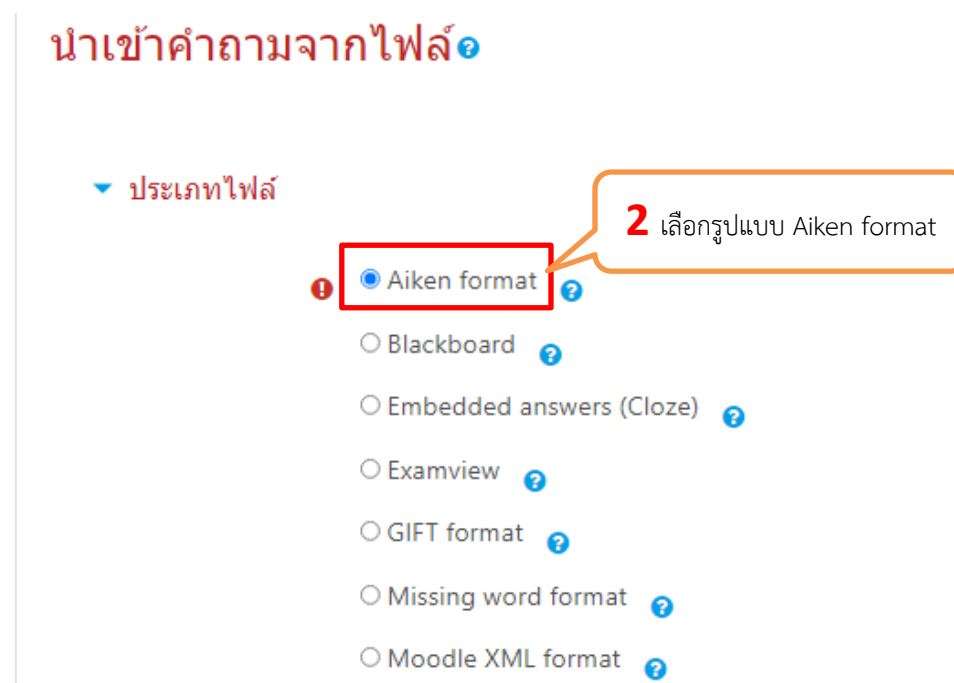 นำเข้าคำถามจากไฟล์
ประเภทไฟล์
2 เลือกรูปแบบ Aiken format
Aiken format
Blackboard
Embedded answers (Cloze)
Examview
GIFT format
Missing word format
Moodle XML format